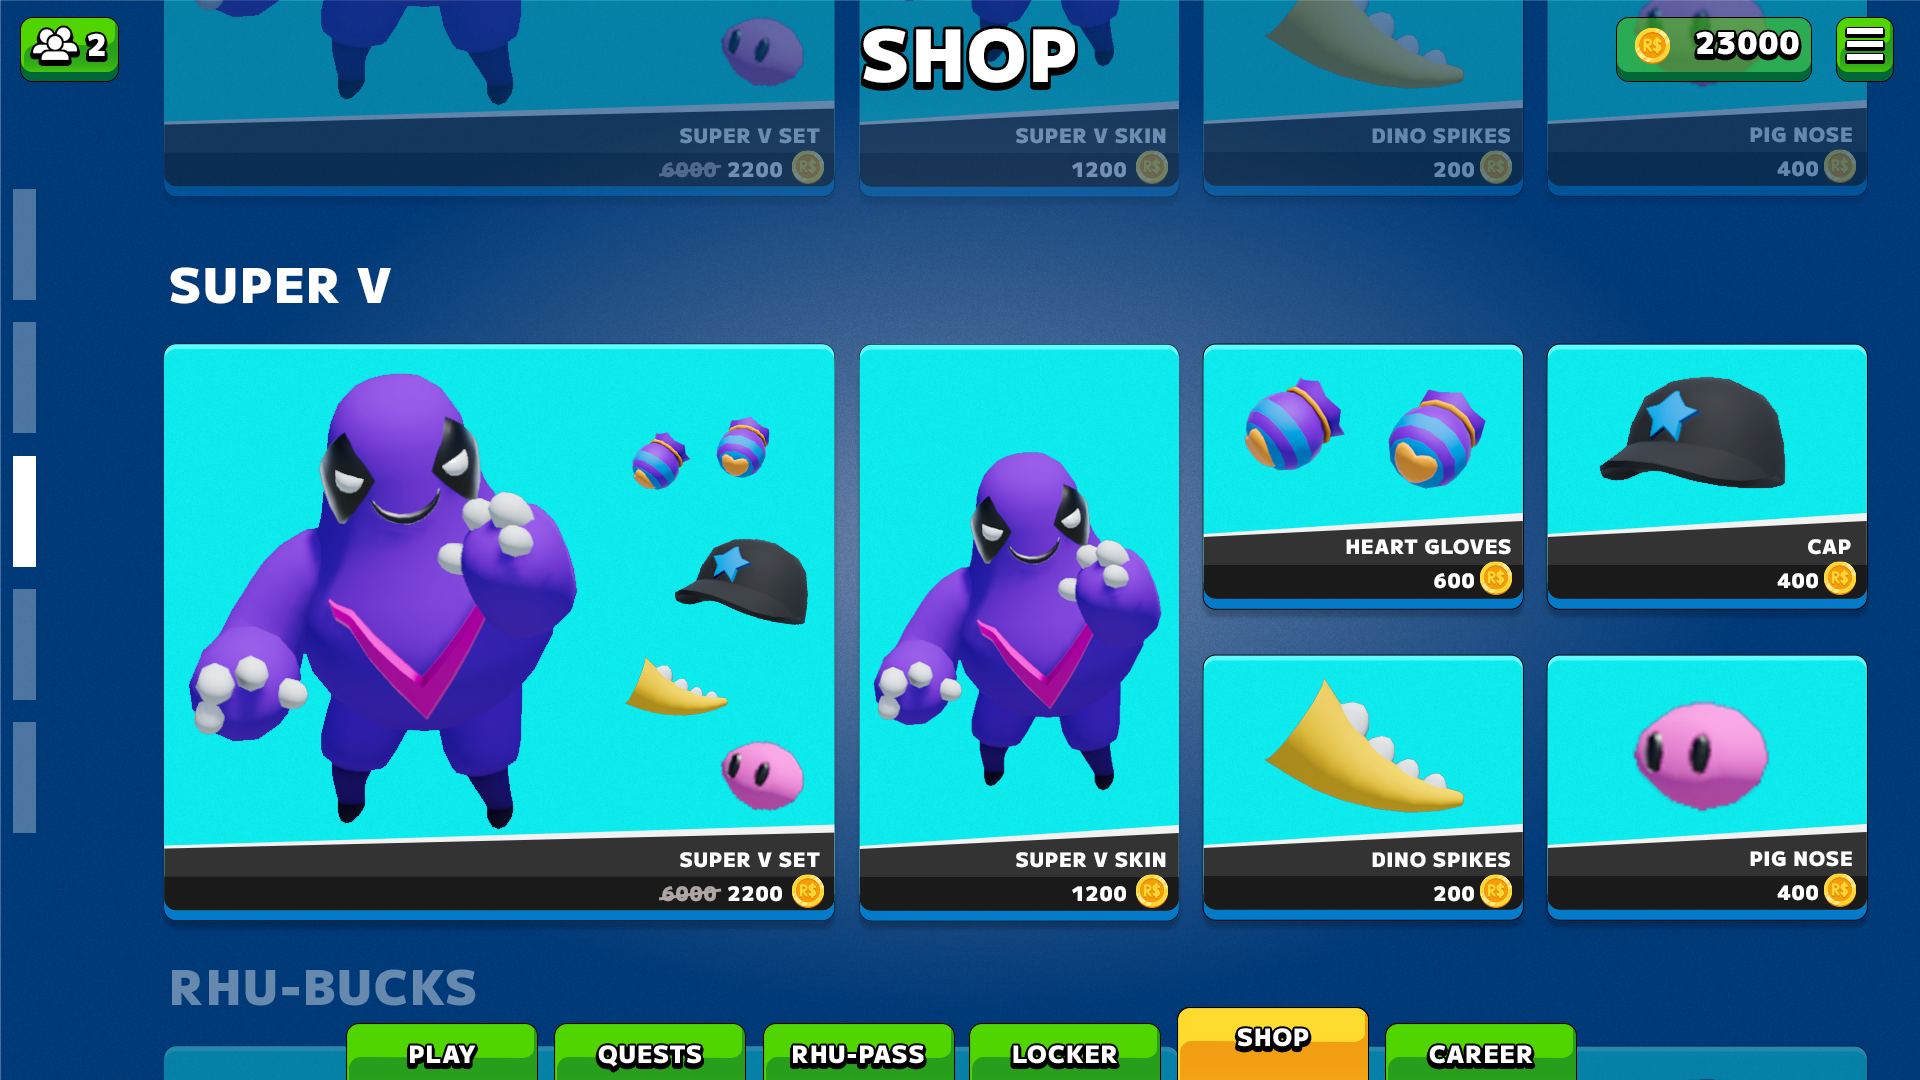 2
SHOP
R$ 23000
SUPER V SET
6000 2200 R$
SUPER V SKIN
1200 R$
DINO SPIKES
200 R$
PIG NOSE
400 R$
SUPER V
SUPER V SET
6000 2200 R$
SUPER V SKIN
1200 R$
HEART GLOVES
600 R$
CAP
400 R$
DINO SPIKES
200 R$
PIG NOSE
400 R$
RHU-BUCKS
PLAY
QUESTS
RHU-PASS
LOCKER
SHOP
CAREER